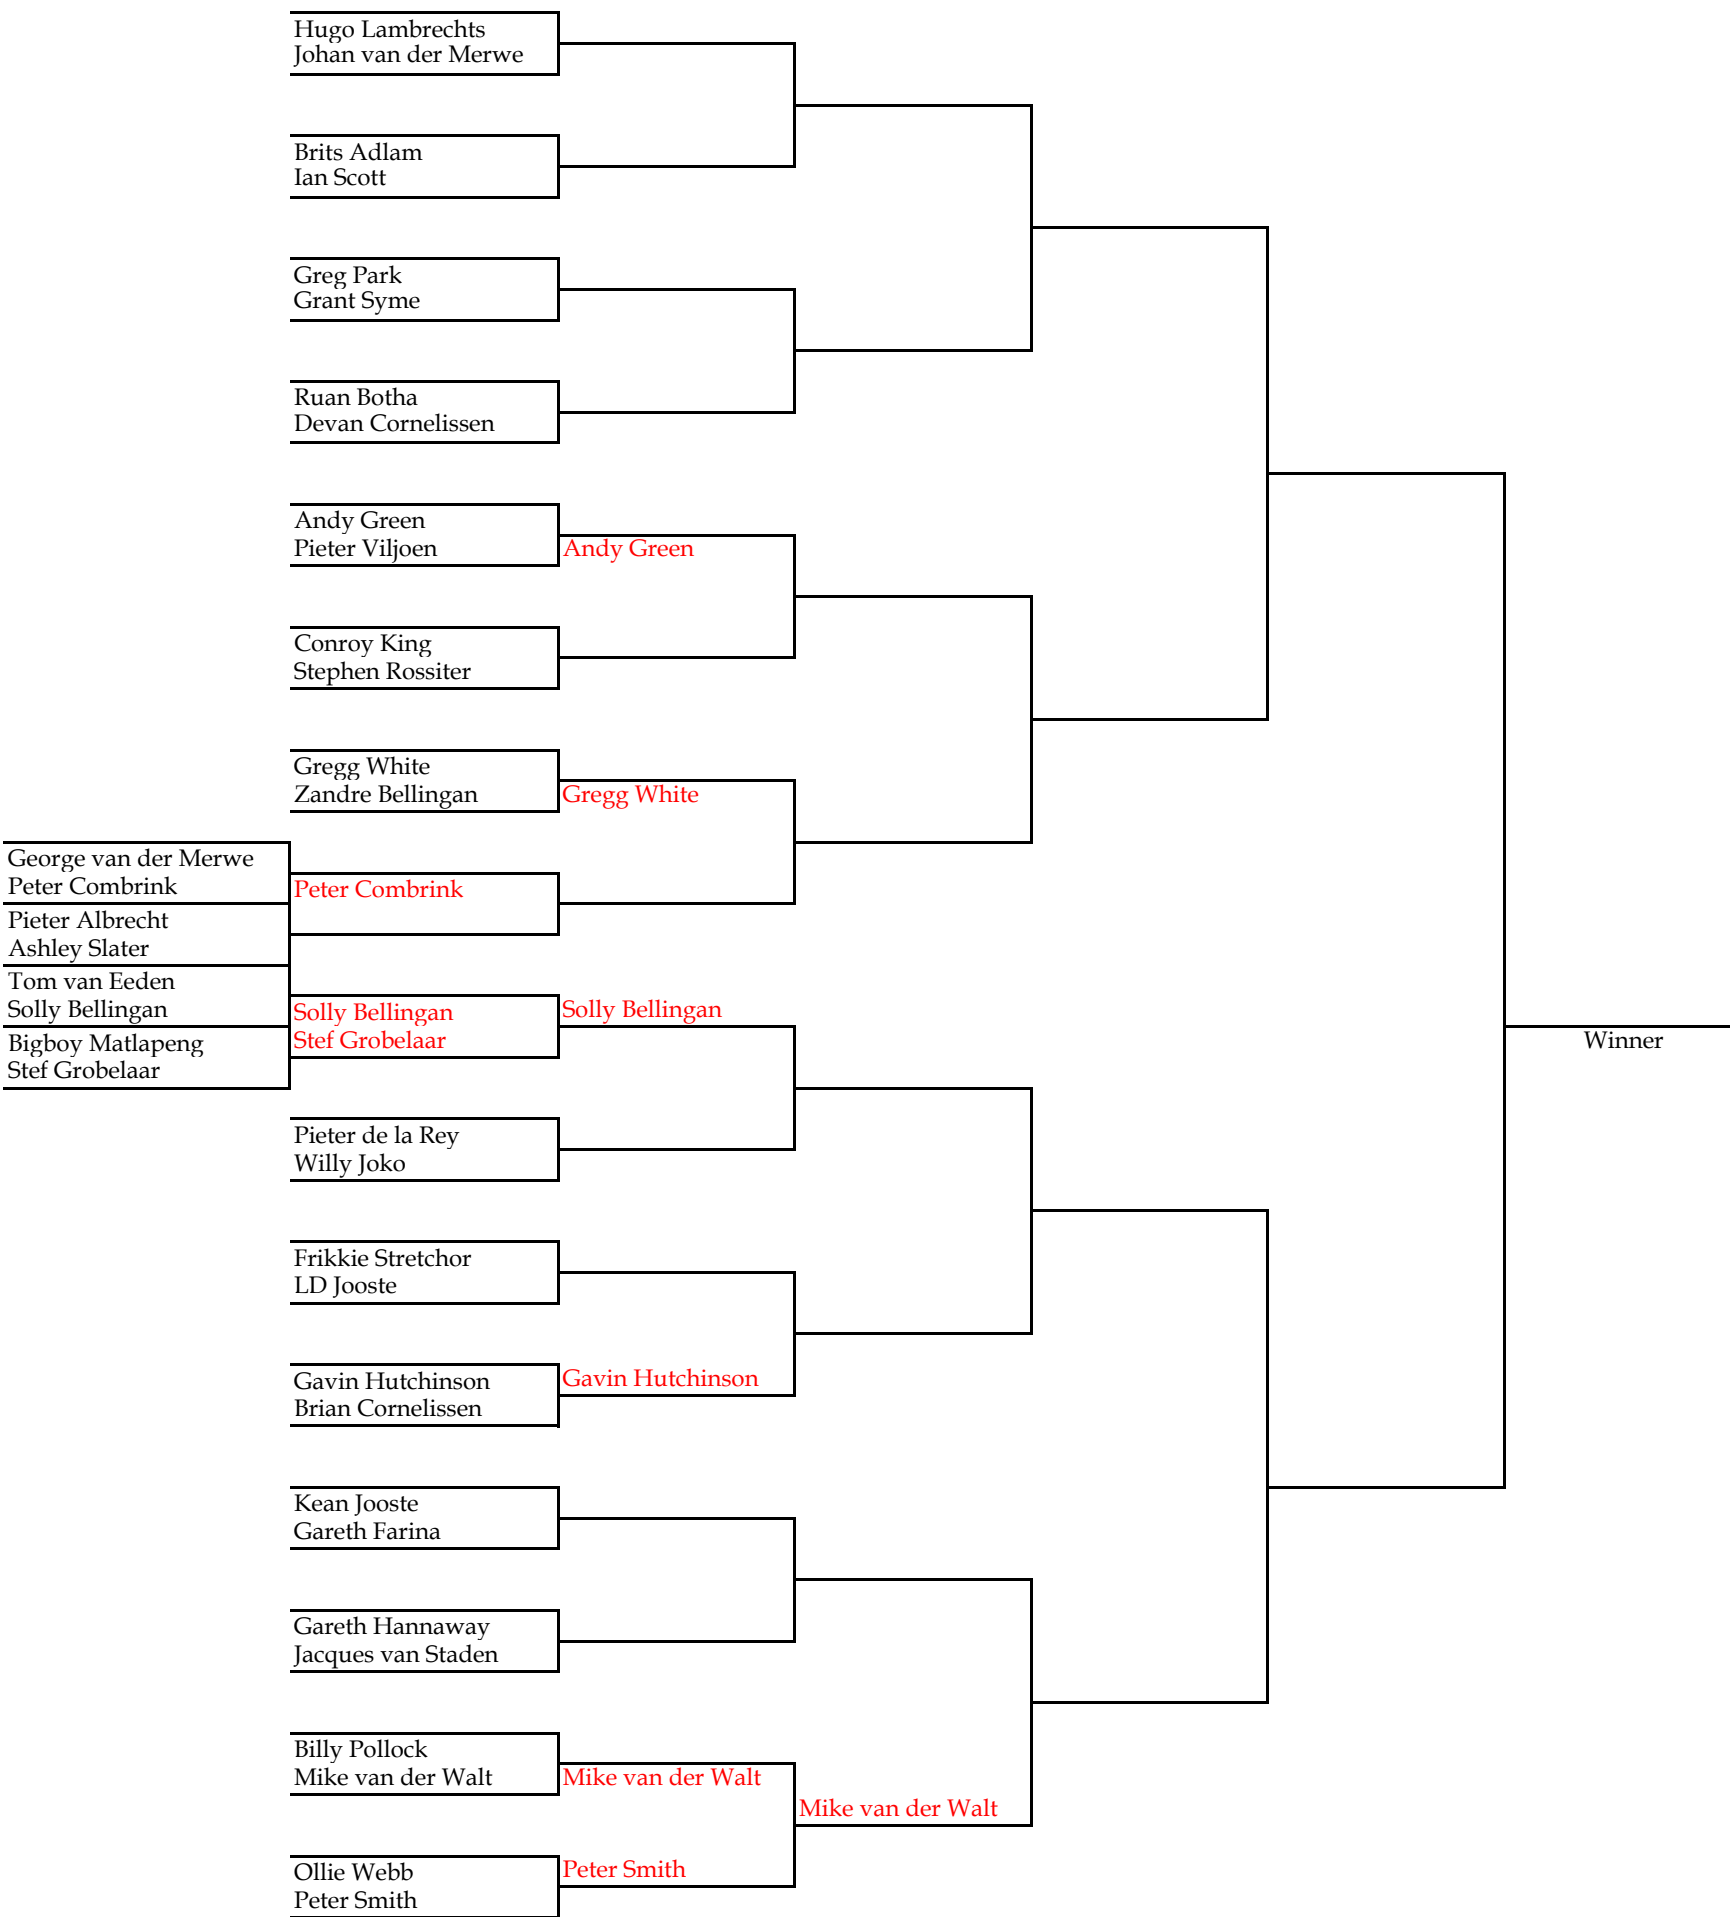 Hugo Lambrechts
Johan van der Merwe
Brits Adlam
Ian Scott
Greg Park
Grant Syme
Ruan Botha
Devan Cornelissen
Andy Green
Pieter Viljoen
Andy Green
Conroy King
Stephen Rossiter
Gregg White
Zandre Bellingan
Gregg White
George van der Merwe
Peter Combrink
Peter Combrink
Pieter Albrecht
Ashley Slater
Tom van Eeden
Solly Bellingan
Bigboy Matlapeng
Stef Grobelaar
Solly Bellingan
Stef Grobelaar
Solly Bellingan
Winner
Pieter de la Rey
Willy Joko
Frikkie Stretchor
LD Jooste
Gavin Hutchinson
Brian Cornelissen
Gavin Hutchinson
Kean Jooste
Gareth Farina
Gareth Hannaway
Jacques van Staden
Billy Pollock
Mike van der Walt
Mike van der Walt
Mike van der Walt
Ollie Webb
Peter Smith
Peter Smith